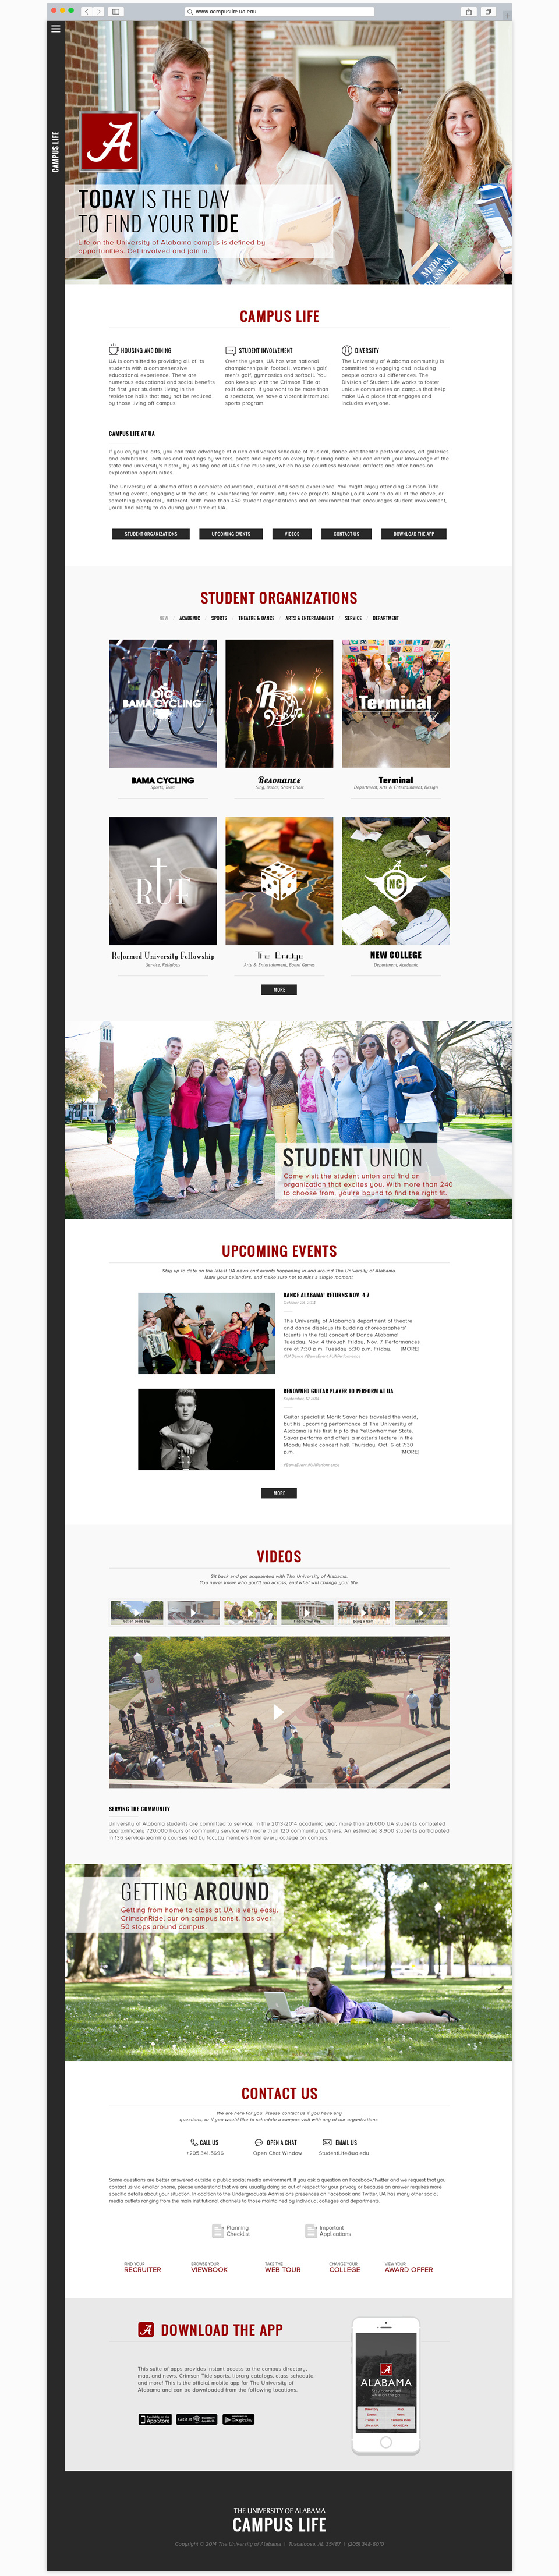 www.campuslife.ua.edu
CAMPUS LIFE
A
TODAY IS THE DAY
TO FIND YOUR TIDE
Life on the University of Alabama campus is defined by
opportunities. Get involved and join in.
MEDIA
PLANNING
CAMPUS LIFE
HOUSING AND DINING
UA is committed to providing all of its
students with a comprehensive
educational experience. There are
numerous educational and social benefits
for first year students living in the
residence halls that may not be realized
by those living off campus.
STUDENT INVOLVEMENT
Over the years, UA has won national
championships in football, women's golf,
men's golf, gymnastics and softball. You
can keep up with the Crimson Tide at
rolltide.com. If you want to be more than
a spectator, we have a vibrant intramural
sports program.
DIVERSITY
The University of Alabama community is
committed to engaging and including
people across all differences. The
Division of Student Life works to foster
unique communities on campus that help
make UA a place that engages and
includes everyone.
CAMPUS LIFE AT UA
If you enjoy the arts, you can take advantage of a rich and varied schedule of musical, dance and theatre performances, art galleries
and exhibitions, lectures and readings by writers, poets and experts on every topic imaginable. You can enrich your knowledge of the
state and university's history by visiting one of UA's fine museums, which house countless historical artifacts and offer hands-on
exploration opportunities.
The University of Alabama offers a complete educational, cultural and social experience. You might enjoy attending Crimson Tide
sporting events, engaging with the arts, or volunteering for community service projects. Maybe you'll want to do all of the above, or
something completely different. With more than 450 student organizations and an environment that encourages student involvement,
you'll find plenty to do during your time at UA.
STUDENT ORGANIZATIONS
UPCOMING EVENTS
VIDEOS
CONTACT US
DOWNLOAD THE APP
STUDENT ORGANIZATIONS
NEW / ACADEMIC / SPORTS / THEATRE & DANCE / ARTS & ENTERTAINMENT / SERVICE / DEPARTMENT
BAMA CYCLING
R
Terminal
BAMA CYCLING
Sports, Team
Resonance
Sing, Dance, Show Choir
Terminal
Department, Arts & Entertainment, Design
RUF
NC
Reformed University Fellowship
Service, Religious
Arts & Entertainment, Board Games
NEW COLLEGE
Department, Academic
MORE
STUDENT UNION
Come visit the student union and find an
organization that excites you. With more than 240
to choose from, you're bound to find the right fit.
UPCOMING EVENTS
Stay up to date on the latest UA news and events happening in and around The University of Alabama.
Mark your calendars, and make sure not to miss a single moment.
DANCE ALABAMA! RETURNS NOV. 4-7
October 28, 2014
The University of Alabama's department of theatre
and dance displays its budding choreographers'
talents in the fall concert of Dance Alabama!
Tuesday, Nov. 4 through Friday, Nov. 7. Performances
are at 7:30 p.m. Tuesday 5:30 p.m. Friday. [MORE]
#UADance #BamaEvent #UAPerformance
RENOWNED GUITAR PLAYER TO PERFORM AT UA
September 12, 2014
Guitar specialist Morik Savar has traveled the world,
but his upcoming performance at The University of
Alabama is his first trip to the Yellowhammer State.
Savar performs and offers a master's lecture in the
Moody Music concert hall Thursday, Oct. 6 at 7:30
p.m. [MORE]
#BamaEvent #UAPerformance
MORE
VIDEOS
Sit back and get acquainted with The University of Alabama.
You never know who you'll run across, and what will change your life.
Get on Board Day
Finding Your Way
Being a Team
Campus
SERVING THE COMMUNITY
University of Alabama students are committed to service: In the 2013-2014 academic year, more than 26,000 UA students completed
approximately 720,000 hours of community service with more than 120 community partners. An estimated 8,900 students participated
in 136 service-learning courses led by faculty members from every college on campus.
GETTING AROUND
Getting from home to class at UA is very easy.
CrimsonRide, our on campus tansit, has over
50 stops around campus.
CONTACT US
We are here for you. Please contact us if you have any
questions, or if you would like to schedule a campus visit with any of our organizations.
CALL US
+205.341.5696
OPEN A CHAT
Open Chat Window
EMAIL US
StudentLife@ua.edu
Some questions are better answered outside a public social media environment. If you ask a question on Facebook/Twitter and we request that you
contact us via email or phone, please understand that we are usually doing so out of respect for your privacy or because an answer requires more
specific details about your situation. In addition to the Undergraduate Admissions presences on Facebook and Twitter, UA has many other social
media outlets ranging from the main institutional channels to those maintained by individual colleges and departments.
Planning
Checklist
Important
Applications
FIND YOUR
RECRUITER
BROWSE YOUR
VIEWBOOK
TAKE THE
WEB TOUR
CHANGE YOUR
COLLEGE
VIEW YOUR
AWARD OFFER
A
DOWNLOAD THE APP
This suite of apps provides instant access to the campus directory,
map, and news, Crimson Tide sports, library catalogs, class schedule,
and more! This is the official mobile app for The University of
Alabama and can be downloaded from the following locations.
App Store
Google play
A
ALABAMA
THE UNIVERSITY OF ALABAMA
CAMPUS LIFE
Copyright © 2014 The University of Alabama • Tuscaloosa, AL 35487 • (205) 348-6010